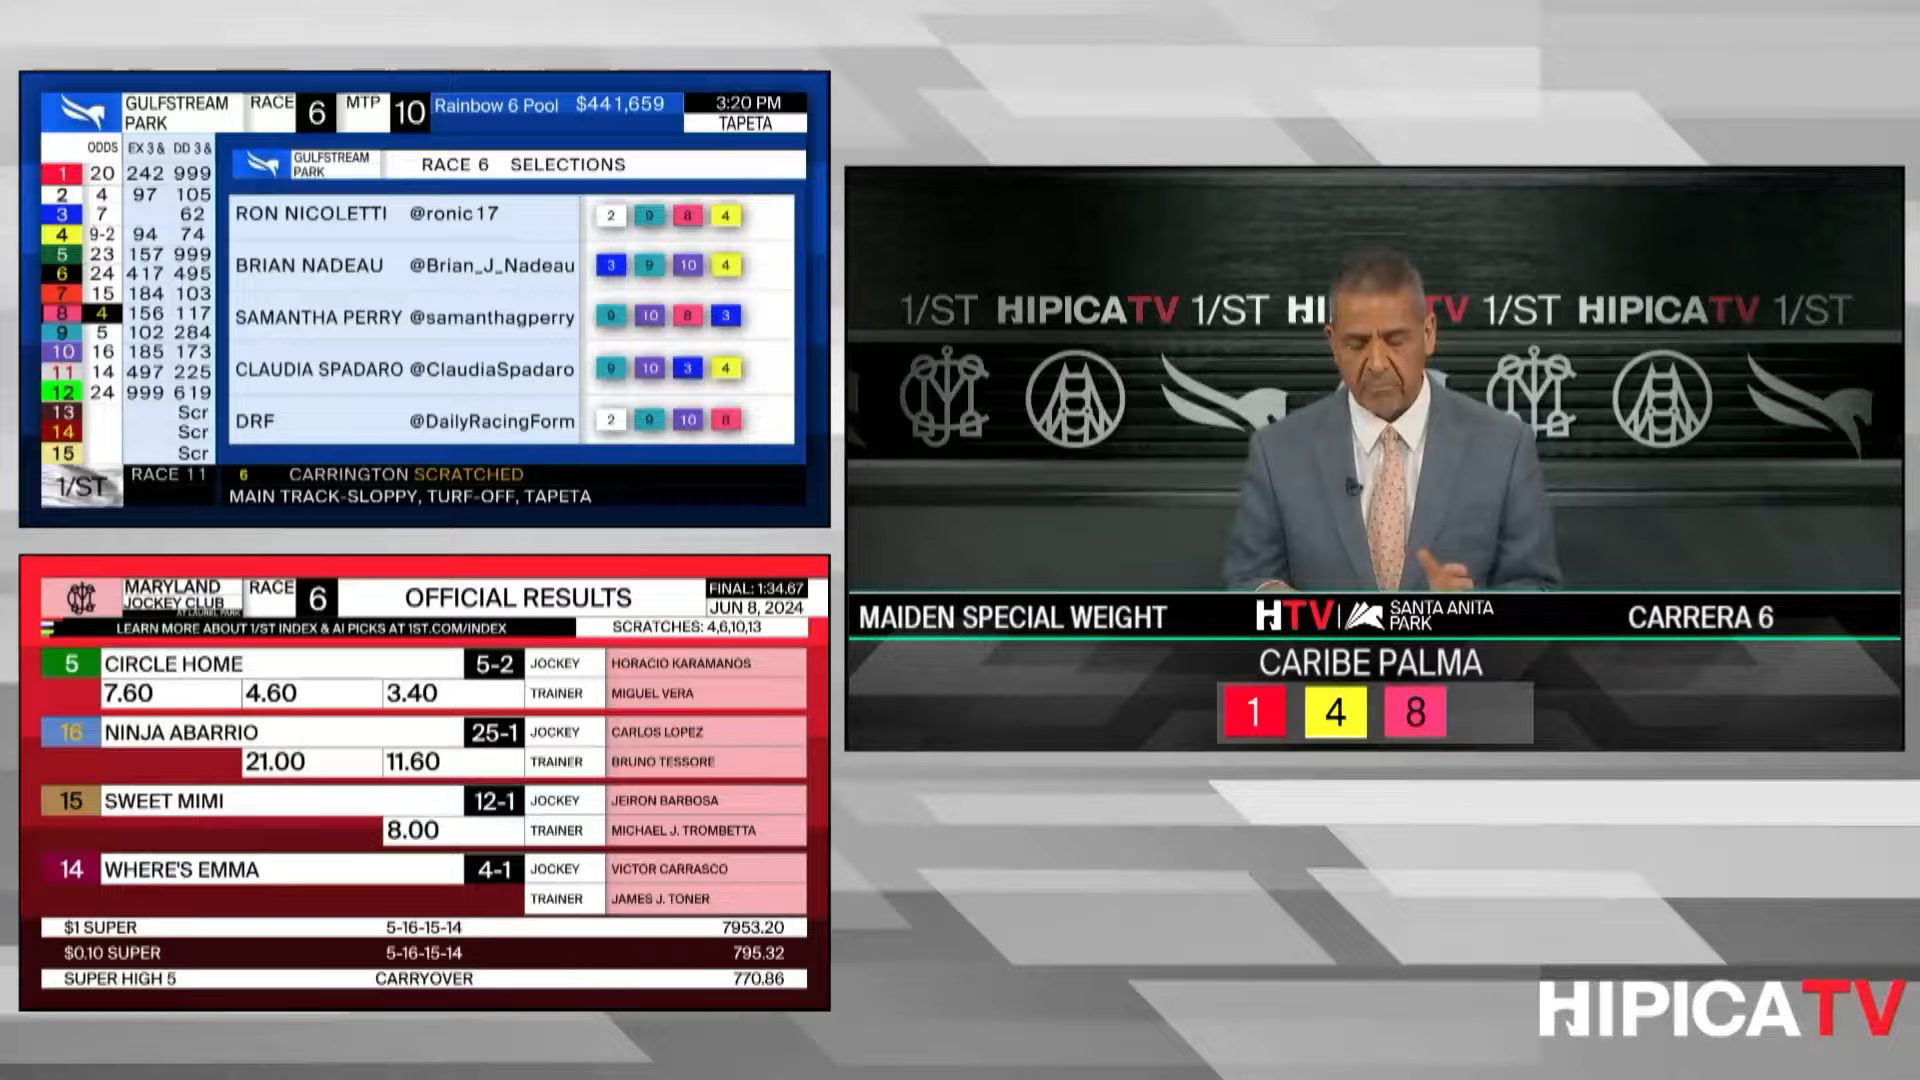 GULFSTREAM PARK RACE 6 MTP 10 Rainbow 6 Pool $441,659 3:20 PM
TAPETA
ODDS EX 3 & DD 3 &
1 20 242 999
2 4 97 105
3 7 62
4 9-2 94 74
5 23 157 999
6 24 417 495
7 15 184 103
8 4 156 117
9 5 102 284
10 16 185 173
11 14 497 225
12 24 999 619
13 Scr
14 Scr
15 Scr
GULFSTREAM PARK RACE 6 SELECTIONS
RON NICOLETTI @ronic17 2 9 8 4
BRIAN NADEAU @Brian_J_Nadeau 3 9 10 4
SAMANTHA PERRY @samanthagperry 9 10 8 3
CLAUDIA SPADARO @ClaudiaSpadaro 9 10 3 4
DRF @DailyRacingForm 2 9 10 8
1/ST RACE 11 6 CARRINGTON SCRATCHED
MAIN TRACK-SLOPPY, TURF-OFF, TAPETA
MARYLAND JOCKEY CLUB AT LAUREL PARK RACE 6 OFFICIAL RESULTS FINAL: 1:34.67
JUN 8, 2024
LEARN MORE ABOUT 1/ST INDEX & AI PICKS AT 1ST.COM/INDEX SCRATCHES: 4,6,10,13
5 CIRCLE HOME 5-2 JOCKEY HORACIO KARAMANOS
7.60 4.60 3.40 TRAINER MIGUEL VERA
16 NINJA ABARRIO 25-1 JOCKEY CARLOS LOPEZ
21.00 11.60 TRAINER BRUNO TESSORE
15 SWEET MIMI 12-1 JOCKEY JEIRON BARBOSA
8.00 TRAINER MICHAEL J. TROMBETTA
14 WHERE'S EMMA 4-1 JOCKEY VICTOR CARRASCO
TRAINER JAMES J. TONER
$1 SUPER 5-16-15-14 7953.20
$0.10 SUPER 5-16-15-14 795.32
SUPER HIGH 5 CARRYOVER 770.86
1/ST HIPICATV 1/ST HI TV 1/ST HIPICATV 1/ST
MAIDEN SPECIAL WEIGHT HTV SANTA ANITA PARK CARRERA 6
CARIBE PALMA
1 4 8
HIPICATV